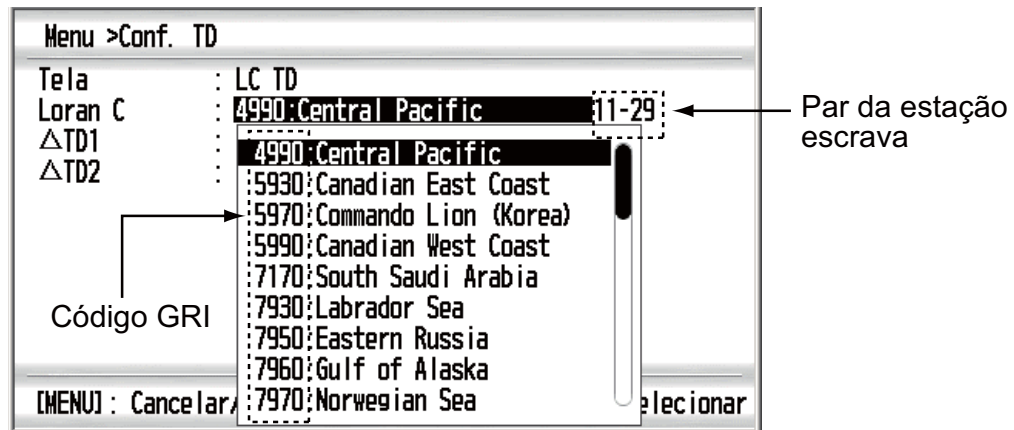 Menu >Conf. TD
Tela : LC TD
Loran C : 4990:Central Pacific 11-29
△TD1 :
△TD2 :
4990:Central Pacific
5930:Canadian East Coast
5970:Commando Lion (Korea)
5990:Canadian West Coast
7170:South Saudi Arabia
7930:Labrador Sea
7950:Eastern Russia
7960:Gulf of Alaska
7970:Norwegian Sea
[MENU]: Cancelar/ elecionar
Par da estação
escrava
Código GRI